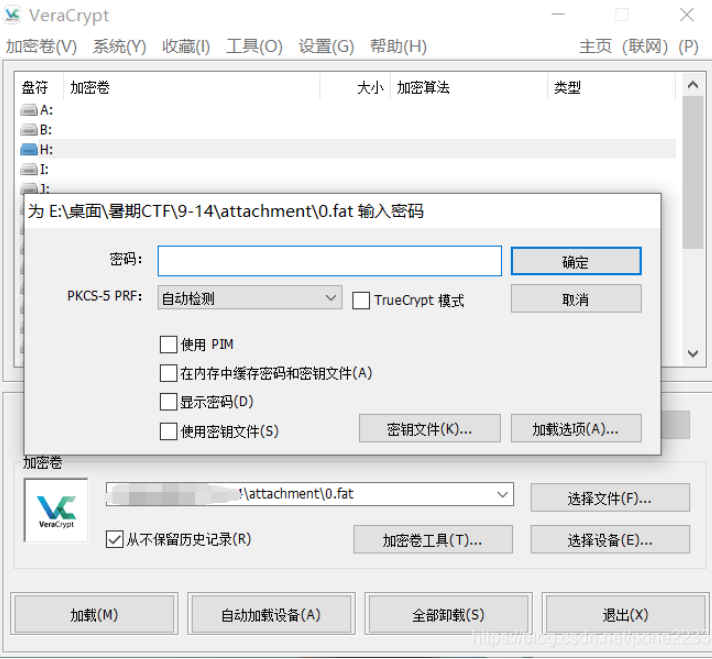 VeraCrypt
加密卷(V) 系统(Y) 收藏(I) 工具(O) 设置(G) 帮助(H) 主页（联网）(P)
盘符 加密卷 大小 加密算法 类型
A:
B:
H:
I:
J:
为 E:\桌面\暑期CTF\9-14\attachment\0.fat 输入密码
密码: 确定
PKCS-5 PRF: 自动检测 TrueCrypt 模式 取消
使用 PIM
在内存中缓存密码和密钥文件(A)
显示密码(D)
使用密钥文件(S) 密钥文件(K)... 加载选项(A)...
加密卷
VeraCrypt
4\attachment\0.fat 选择文件(F)...
从不保留历史记录(R) 加密卷工具(T)... 选择设备(E)...
加载(M) 自动加载设备(A) 全部卸载(S) 退出(X)
https://blog.csdn.net/pone2233